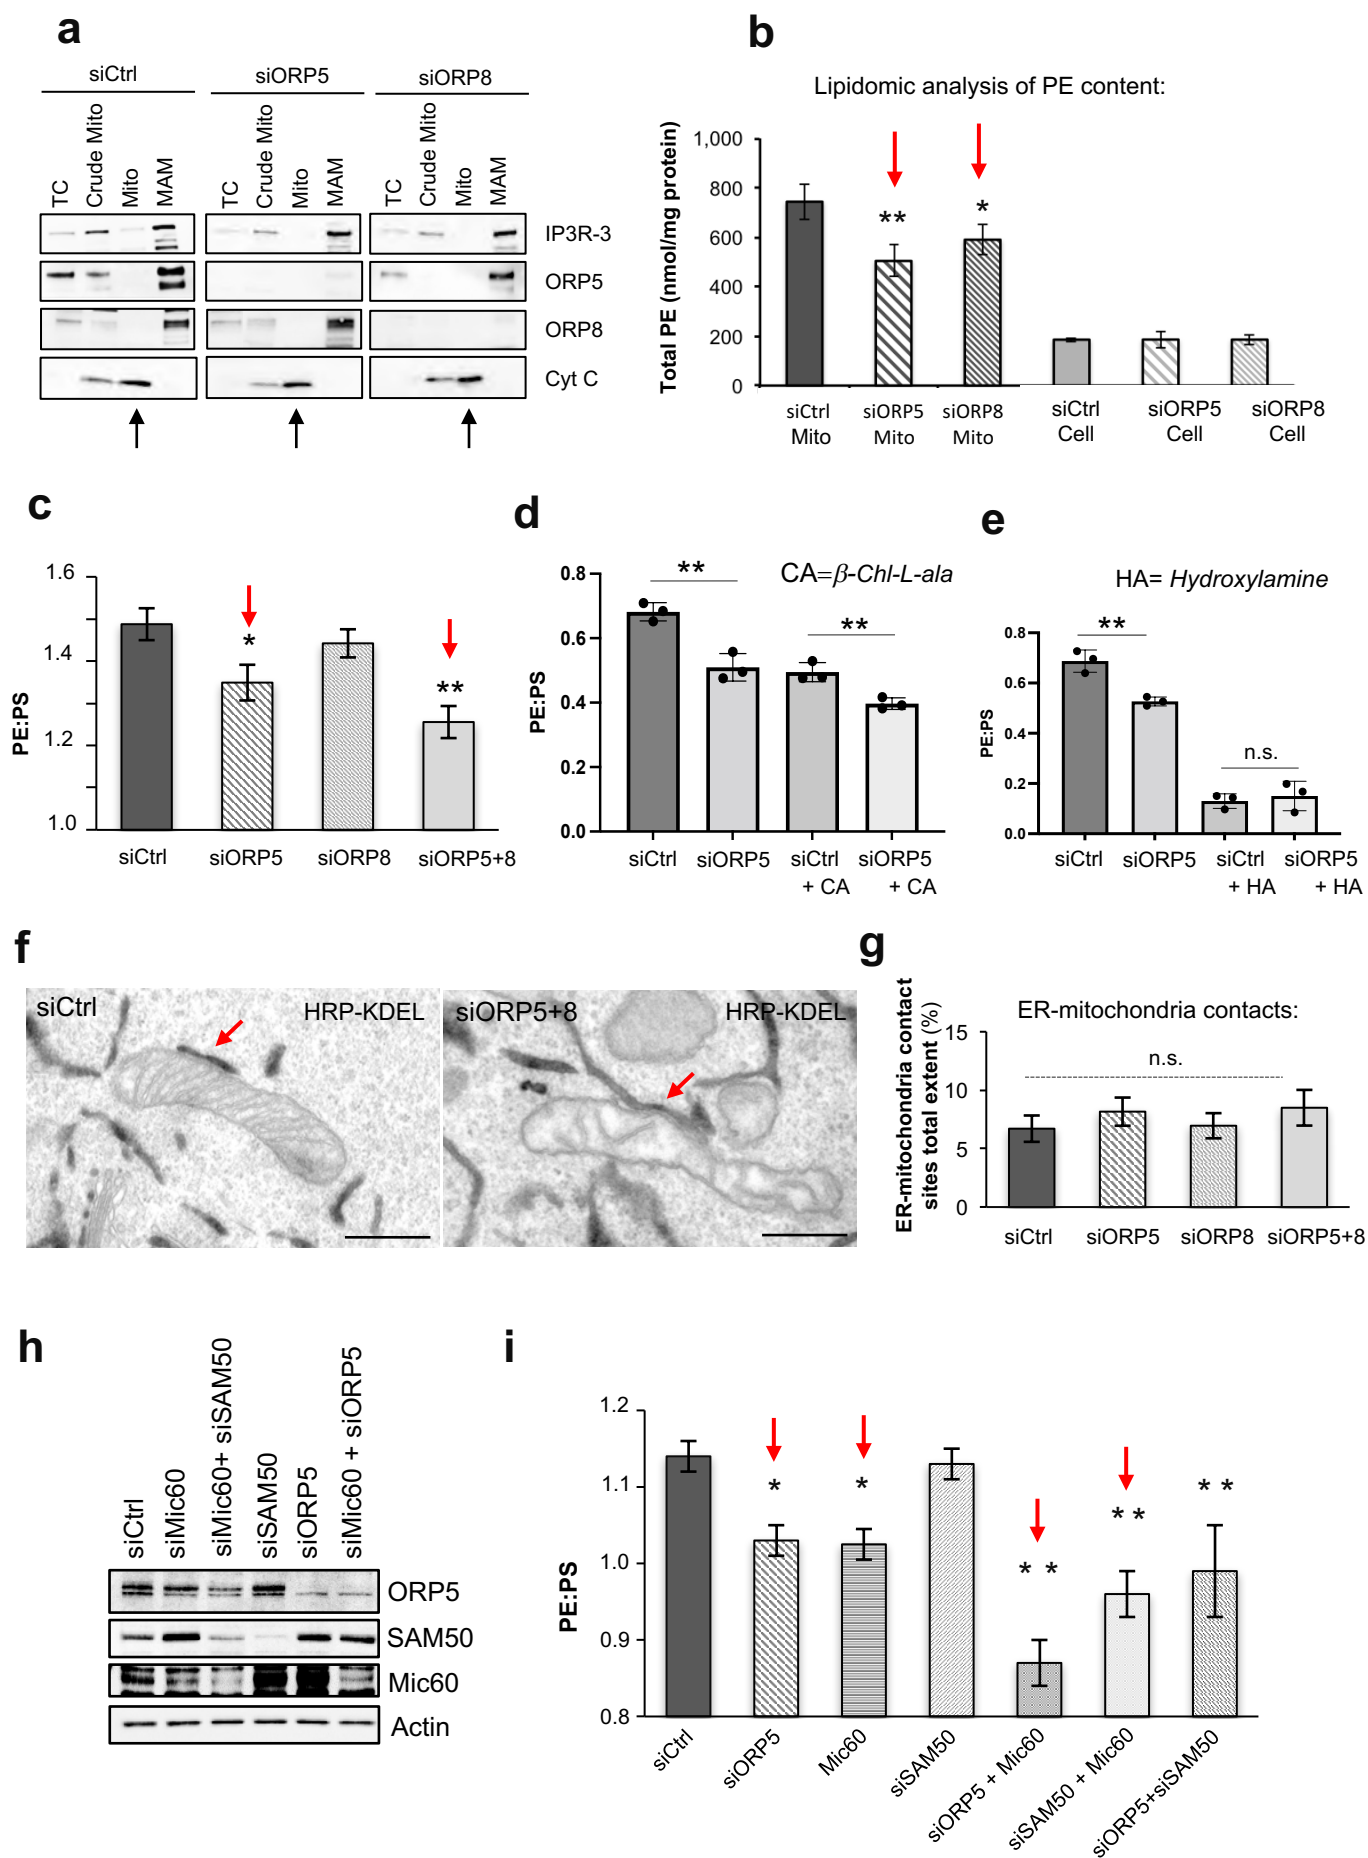 a
siCtrl
siORP5
siORP8
TC
Crude Mito
Mito
MAM
TC
Crude Mito
Mito
MAM
TC
Crude Mito
Mito
MAM
IP3R-3
ORP5
ORP8
Cyt C
b
Lipidomic analysis of PE content:
Total PE (nmol/mg protein)
1,000
800
600
400
200
0
**
*
siCtrl Mito
siORP5 Mito
siORP8 Mito
siCtrl Cell
siORP5 Cell
siORP8 Cell
c
PE:PS
1.6
1.4
1.2
1.0
*
**
siCtrl
siORP5
siORP8
siORP5+8
d
CA=β-Chl-L-ala
PE:PS
0.8
0.6
0.4
0.2
0.0
**
**
siCtrl
siORP5
siCtrl + CA
siORP5 + CA
e
HA= Hydroxylamine
PE:PS
0.8
0.6
0.4
0.2
0.0
**
n.s.
siCtrl
siORP5
siCtrl + HA
siORP5 + HA
f
siCtrl
HRP-KDEL
siORP5+8
HRP-KDEL
g
ER-mitochondria contacts:
ER-mitochondria contact
sites total extent (%)
15
10
5
0
n.s.
siCtrl
siORP5
siORP8
siORP5+8
h
siCtrl
siMic60
siMic60+ siSAM50
siSAM50
siORP5
siMic60 + siORP5
ORP5
SAM50
Mic60
Actin
i
PE:PS
1.2
1.1
1.0
0.9
0.8
*
*
* *
* *
* *
siCtrl
siORP5
Mic60
siSAM50
siORP5 + Mic60
siSAM50 + Mic60
siORP5+siSAM50